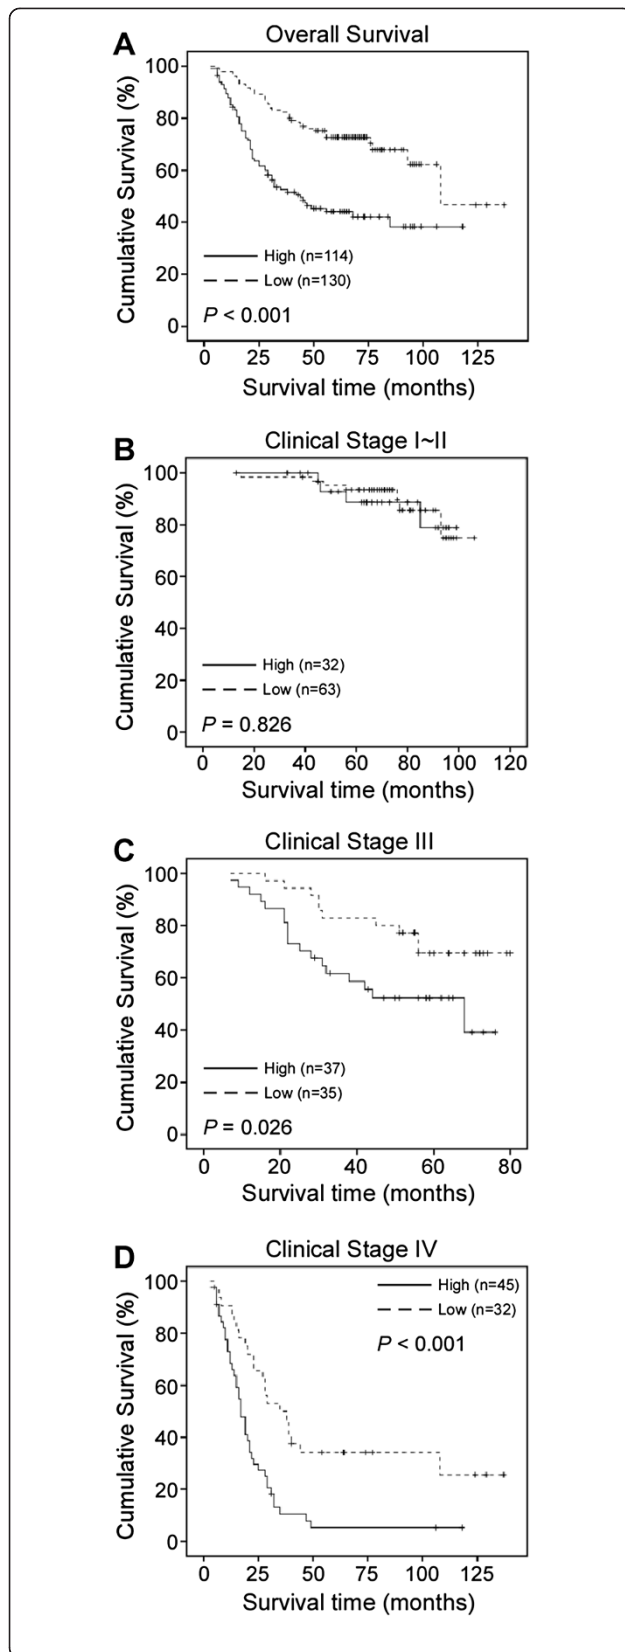 A
Overall Survival
Cumulative Survival (%)
100
80
60
40
20
0
High (n=114)
Low (n=130)
P < 0.001
0 25 50 75 100 125
Survival time (months)
B
Clinical Stage I~II
Cumulative Survival (%)
100
80
60
40
20
0
High (n=32)
Low (n=63)
P = 0.826
0 20 40 60 80 100 120
Survival time (months)
C
Clinical Stage III
Cumulative Survival (%)
100
80
60
40
20
0
High (n=37)
Low (n=35)
P = 0.026
0 20 40 60 80
Survival time (months)
D
Clinical Stage IV
Cumulative Survival (%)
100
80
60
40
20
0
High (n=45)
Low (n=32)
P < 0.001
0 25 50 75 100 125
Survival time (months)